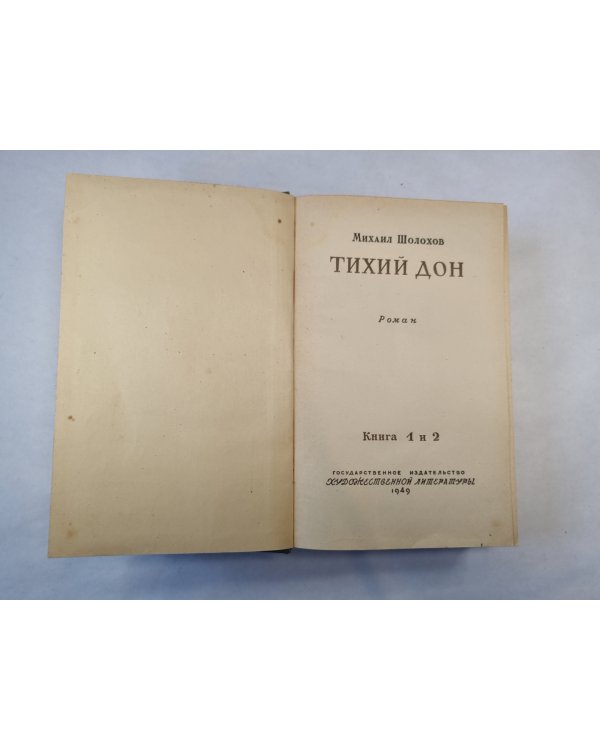 Михаил Шолохов
ТИХИЙ ДОН
Роман
Книга 1 и 2
ГОСУДАРСТВЕННОЕ ИЗДАТЕЛЬСТВО
ХУДОЖЕСТВЕННОЙ ЛИТЕРАТУРЫ
1949